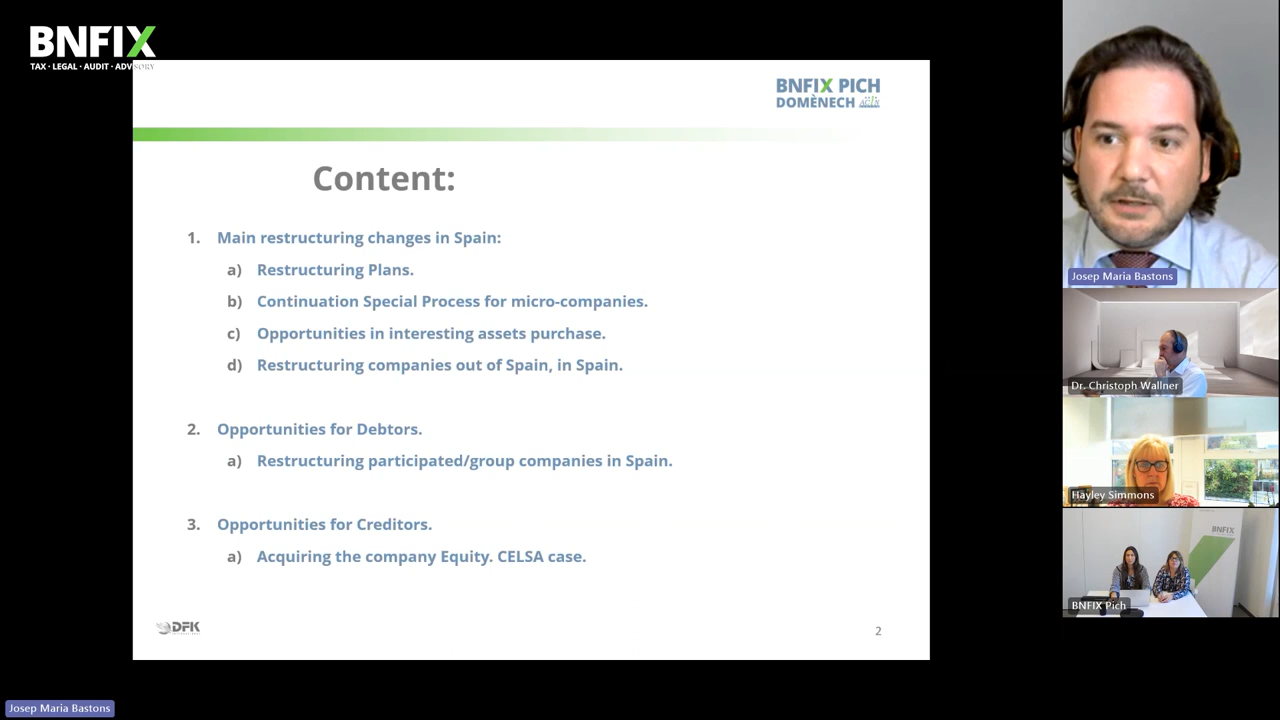 BNFIX
TAX · LEGAL · AUDIT · ADVISORY
BNFIX PICH
DOMÈNECH
Content:
1. Main restructuring changes in Spain:
a) Restructuring Plans.
b) Continuation Special Process for micro-companies.
c) Opportunities in interesting assets purchase.
d) Restructuring companies out of Spain, in Spain.
2. Opportunities for Debtors.
a) Restructuring participated/group companies in Spain.
3. Opportunities for Creditors.
a) Acquiring the company Equity. CELSA case.
DFK
2
Josep Maria Bastons
Dr. Christoph Wallner
Hayley Simmons
BNFIX
BNFIX Pich
Josep Maria Bastons